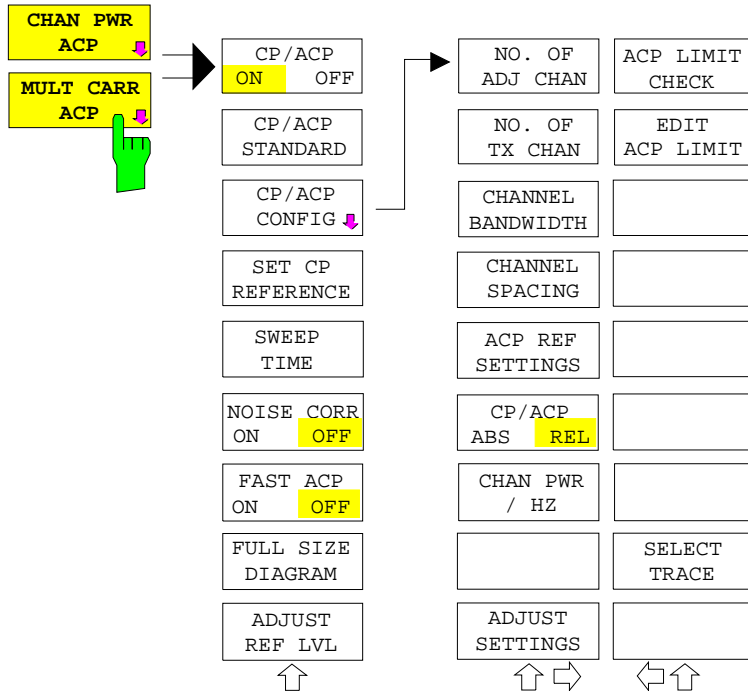 CHAN PWR
ACP
MULT CARR
ACP
CP/ACP
ON OFF
CP/ACP
STANDARD
CP/ACP
CONFIG
SET CP
REFERENCE
SWEEP
TIME
NOISE CORR
ON OFF
FAST ACP
ON OFF
FULL SIZE
DIAGRAM
ADJUST
REF LVL
NO. OF
ADJ CHAN
NO. OF
TX CHAN
CHANNEL
BANDWIDTH
CHANNEL
SPACING
ACP REF
SETTINGS
CP/ACP
ABS REL
CHAN PWR
/ HZ
ADJUST
SETTINGS
ACP LIMIT
CHECK
EDIT
ACP LIMIT
SELECT
TRACE